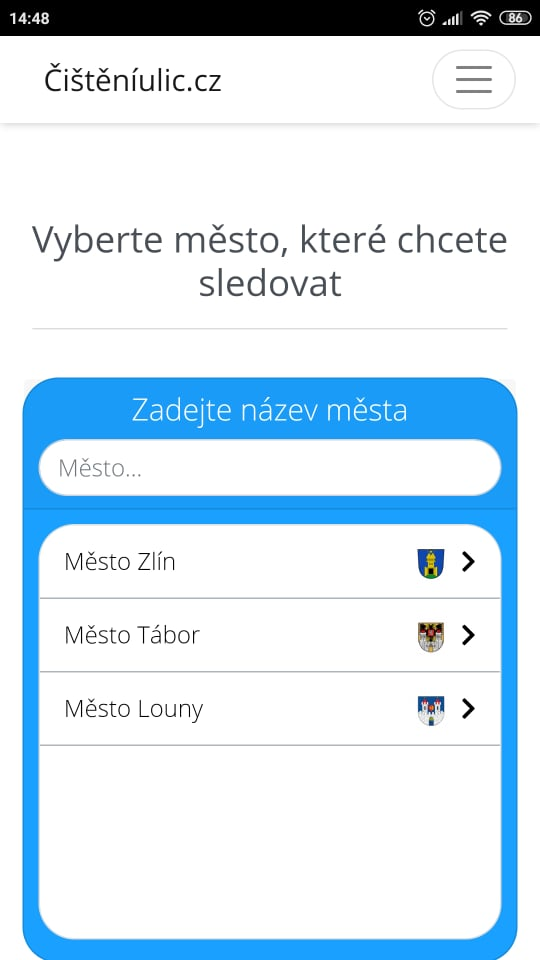 14:48
86
Čištěníulic.cz
Vyberte město, které chcete
sledovat
Zadejte název města
Město...
Město Zlín
Město Tábor
Město Louny